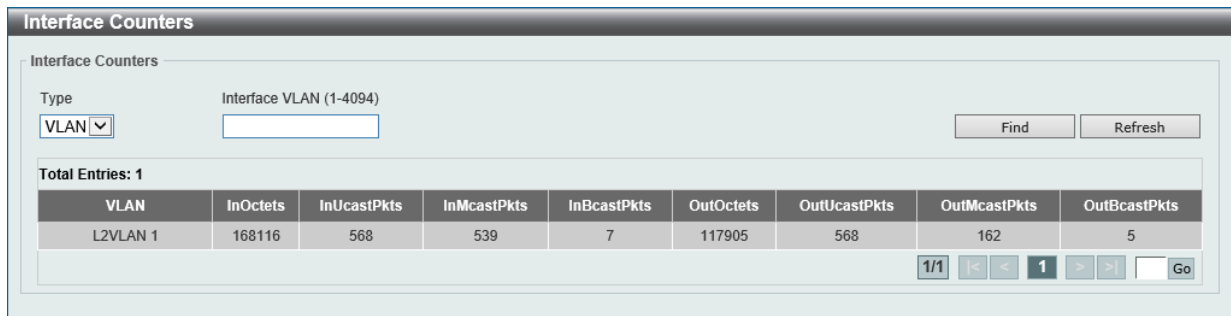 Interface Counters
Interface Counters
Type Interface VLAN (1-4094)
VLAN Find Refresh
Total Entries: 1
VLAN InOctets InUcastPkts InMcastPkts InBcastPkts OutOctets OutUcastPkts OutMcastPkts OutBcastPkts
L2VLAN 1 168116 568 539 7 117905 568 162 5
1/1 |< < 1 > >| Go